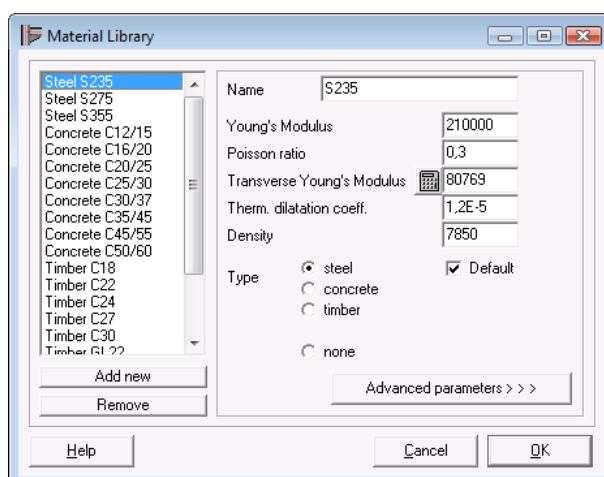 Material Library
Steel S235
Steel S275
Steel S355
Concrete C12/15
Concrete C16/20
Concrete C20/25
Concrete C25/30
Concrete C30/37
Concrete C35/45
Concrete C45/55
Concrete C50/60
Timber C18
Timber C22
Timber C24
Timber C27
Timber C30
Timber GL22
Add new
Remove
Name S235
Young's Modulus 210000
Poisson ratio 0,3
Transverse Young's Modulus 80769
Therm. dilatation coeff. 1,2E-5
Density 7850
Type steel Default
concrete
timber
none
Advanced parameters > > >
Help Cancel OK